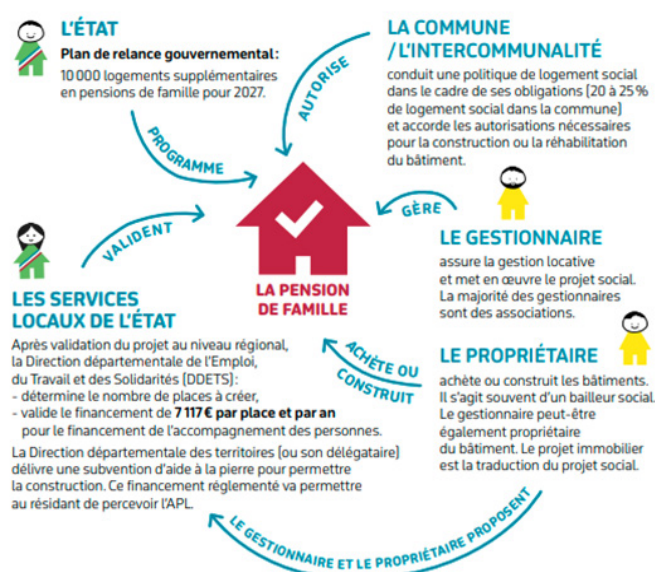 L'ÉTAT
Plan de relance gouvernemental :
10 000 logements supplémentaires
en pensions de famille pour 2027.
PROGRAMME
LA COMMUNE
/L'INTERCOMMUNALITÉ
conduit une politique de logement social
dans le cadre de ses obligations (20 à 25 %
de logement social dans la commune)
et accorde les autorisations nécessaires
pour la construction ou la réhabilitation
du bâtiment.
AUTORISE
GÈRE
LE GESTIONNAIRE
assure la gestion locative
et met en œuvre le projet social.
La majorité des gestionnaires
sont des associations.
LA PENSION
DE FAMILLE
VALIDENT
LES SERVICES
LOCAUX DE L'ÉTAT
Après validation du projet au niveau régional,
la Direction départementale de l'Emploi,
du Travail et des Solidarités (DDETS) :
- détermine le nombre de places à créer,
- valide le financement de 7 117 € par place et par an
pour le financement de l'accompagnement des personnes.
La Direction départementale des territoires (ou son délégataire)
délivre une subvention d'aide à la pierre pour permettre
la construction. Ce financement réglementé va permettre
au résidant de percevoir l'APL.
ACHÈTE OU
CONSTRUIT
LE PROPRIÉTAIRE
achète ou construit les bâtiments.
Il s'agit souvent d'un bailleur social.
Le gestionnaire peut-être
également propriétaire
du bâtiment. Le projet immobilier
est la traduction du projet social.
LE GESTIONNAIRE ET LE PROPRIÉTAIRE PROPOSENT